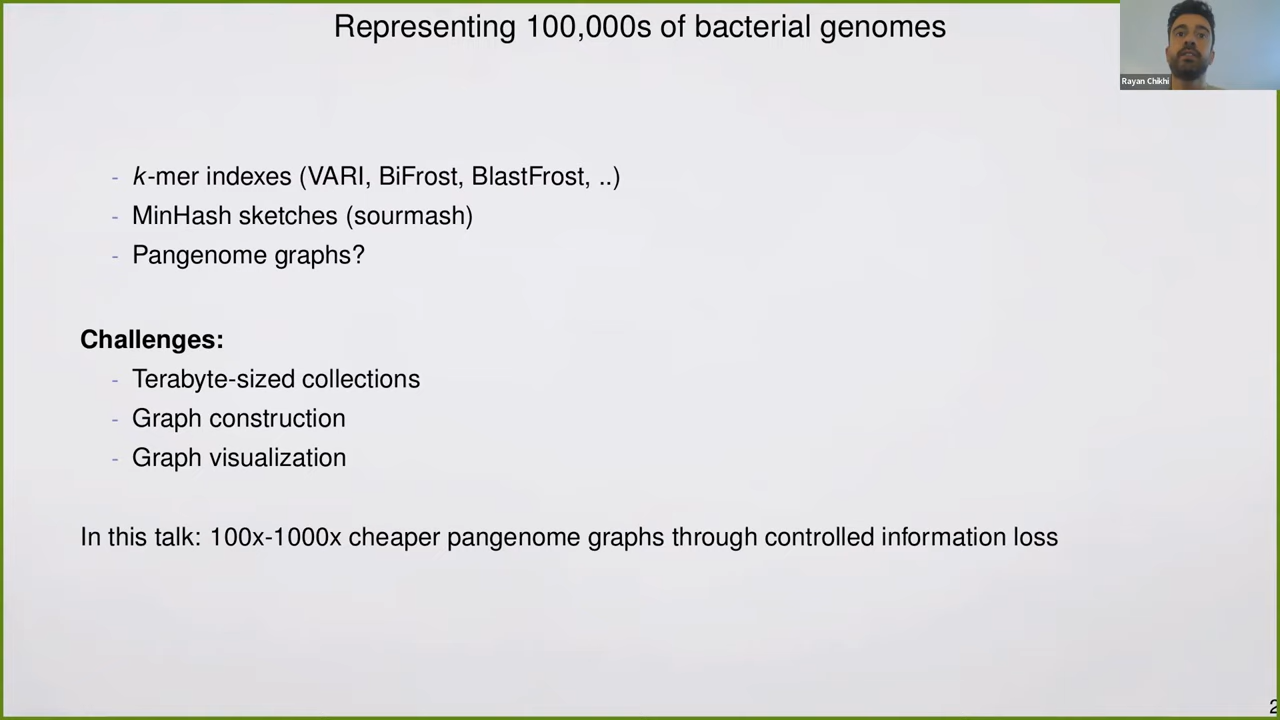 Representing 100,000s of bacterial genomes
Rayan Chikhi
- k-mer indexes (VARI, BiFrost, BlastFrost, ..)
- MinHash sketches (sourmash)
- Pangenome graphs?
Challenges:
- Terabyte-sized collections
- Graph construction
- Graph visualization
In this talk: 100x-1000x cheaper pangenome graphs through controlled information loss
2